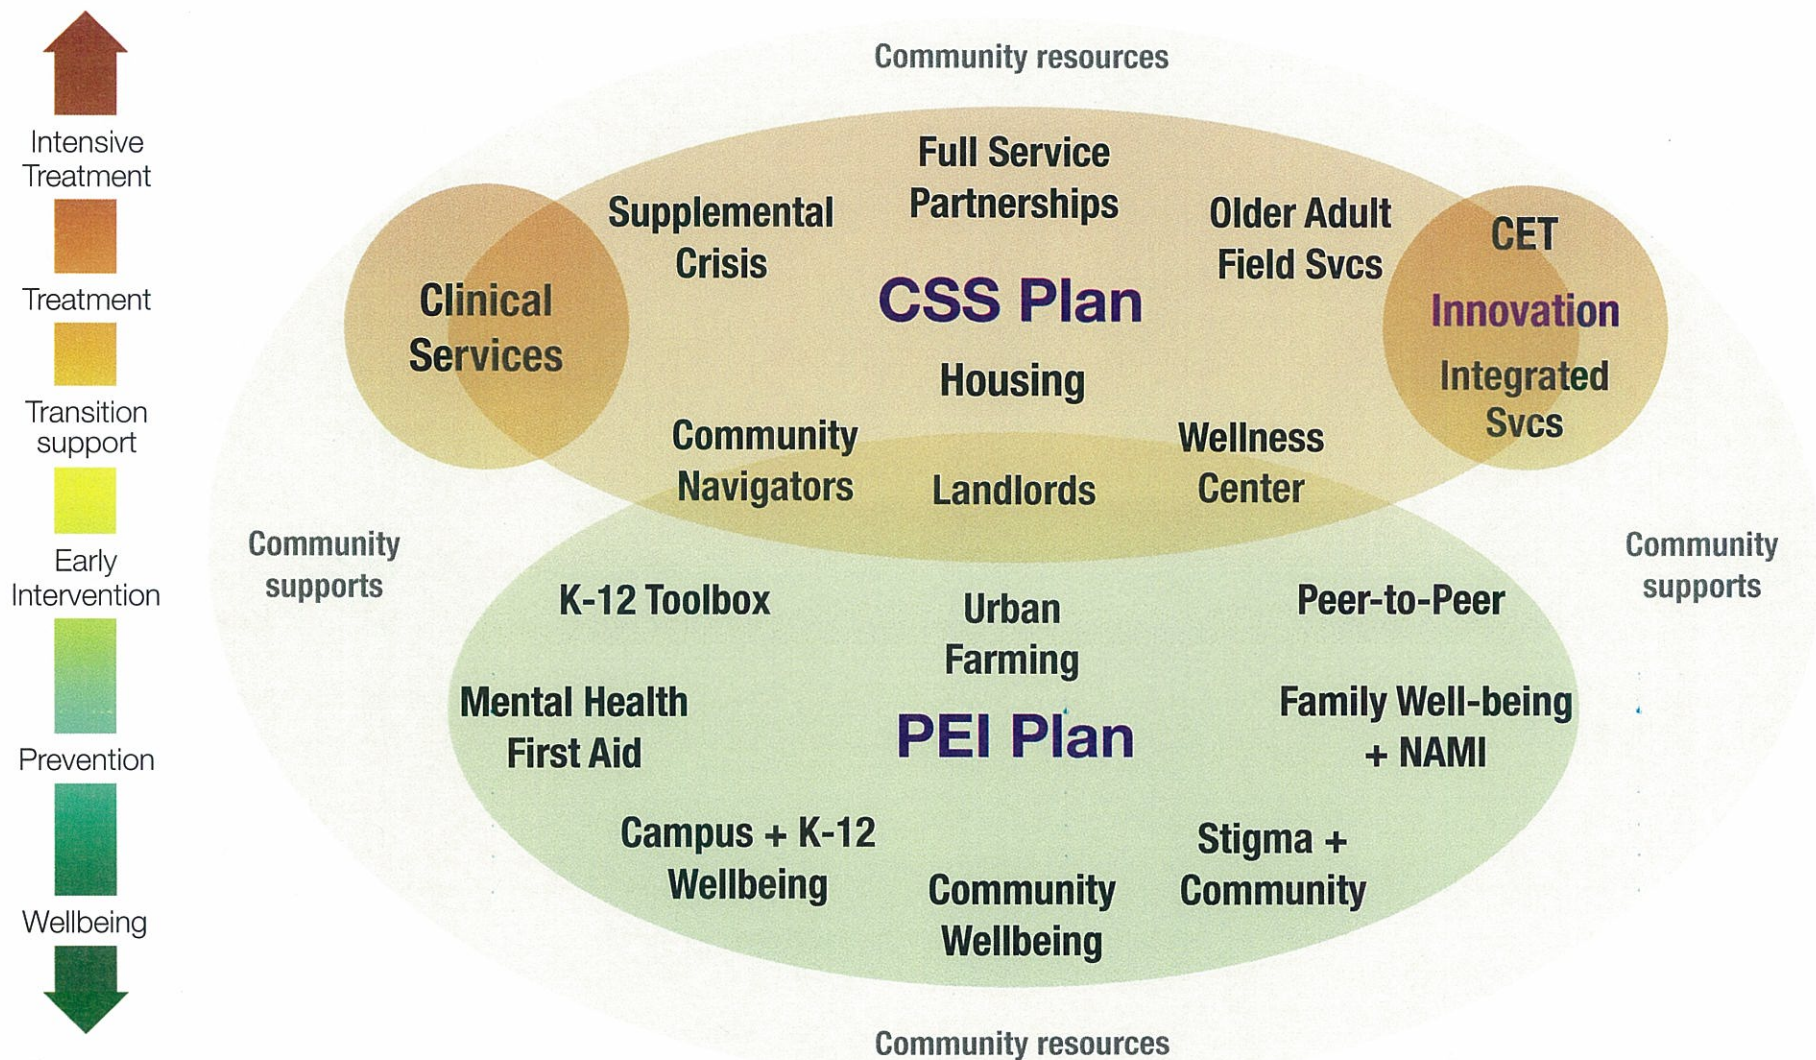 Intensive
Treatment
Treatment
Transition
support
Early
Intervention
Prevention
Wellbeing
Community resources
Full Service
Partnerships
Supplemental
Crisis
Older Adult
Field Svcs
CET
Clinical
Services
CSS Plan
Innovation
Integrated
Svcs
Housing
Community
Navigators
Landlords
Wellness
Center
Community
supports
Community
supports
K-12 Toolbox
Urban
Farming
Peer-to-Peer
Mental Health
First Aid
PEI Plan
Family Well-being
+ NAMI
Campus + K-12
Wellbeing
Community
Wellbeing
Stigma +
Community
Community resources